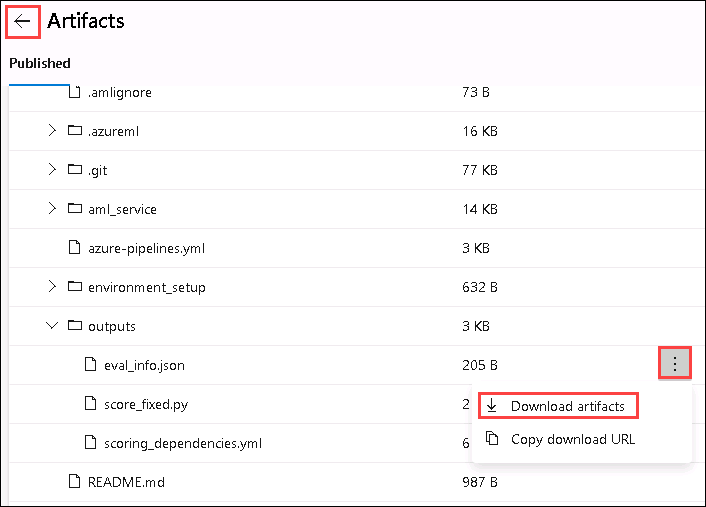 Artifacts
Published
.amlignore 73 B
.azureml 16 KB
.git 77 KB
aml_service 14 KB
azure-pipelines.yml 3 KB
environment_setup 632 B
outputs 3 KB
eval_info.json 205 B
score_fixed.py 2
Download artifacts
scoring_dependencies.yml 6
Copy download URL
README.md 987 B